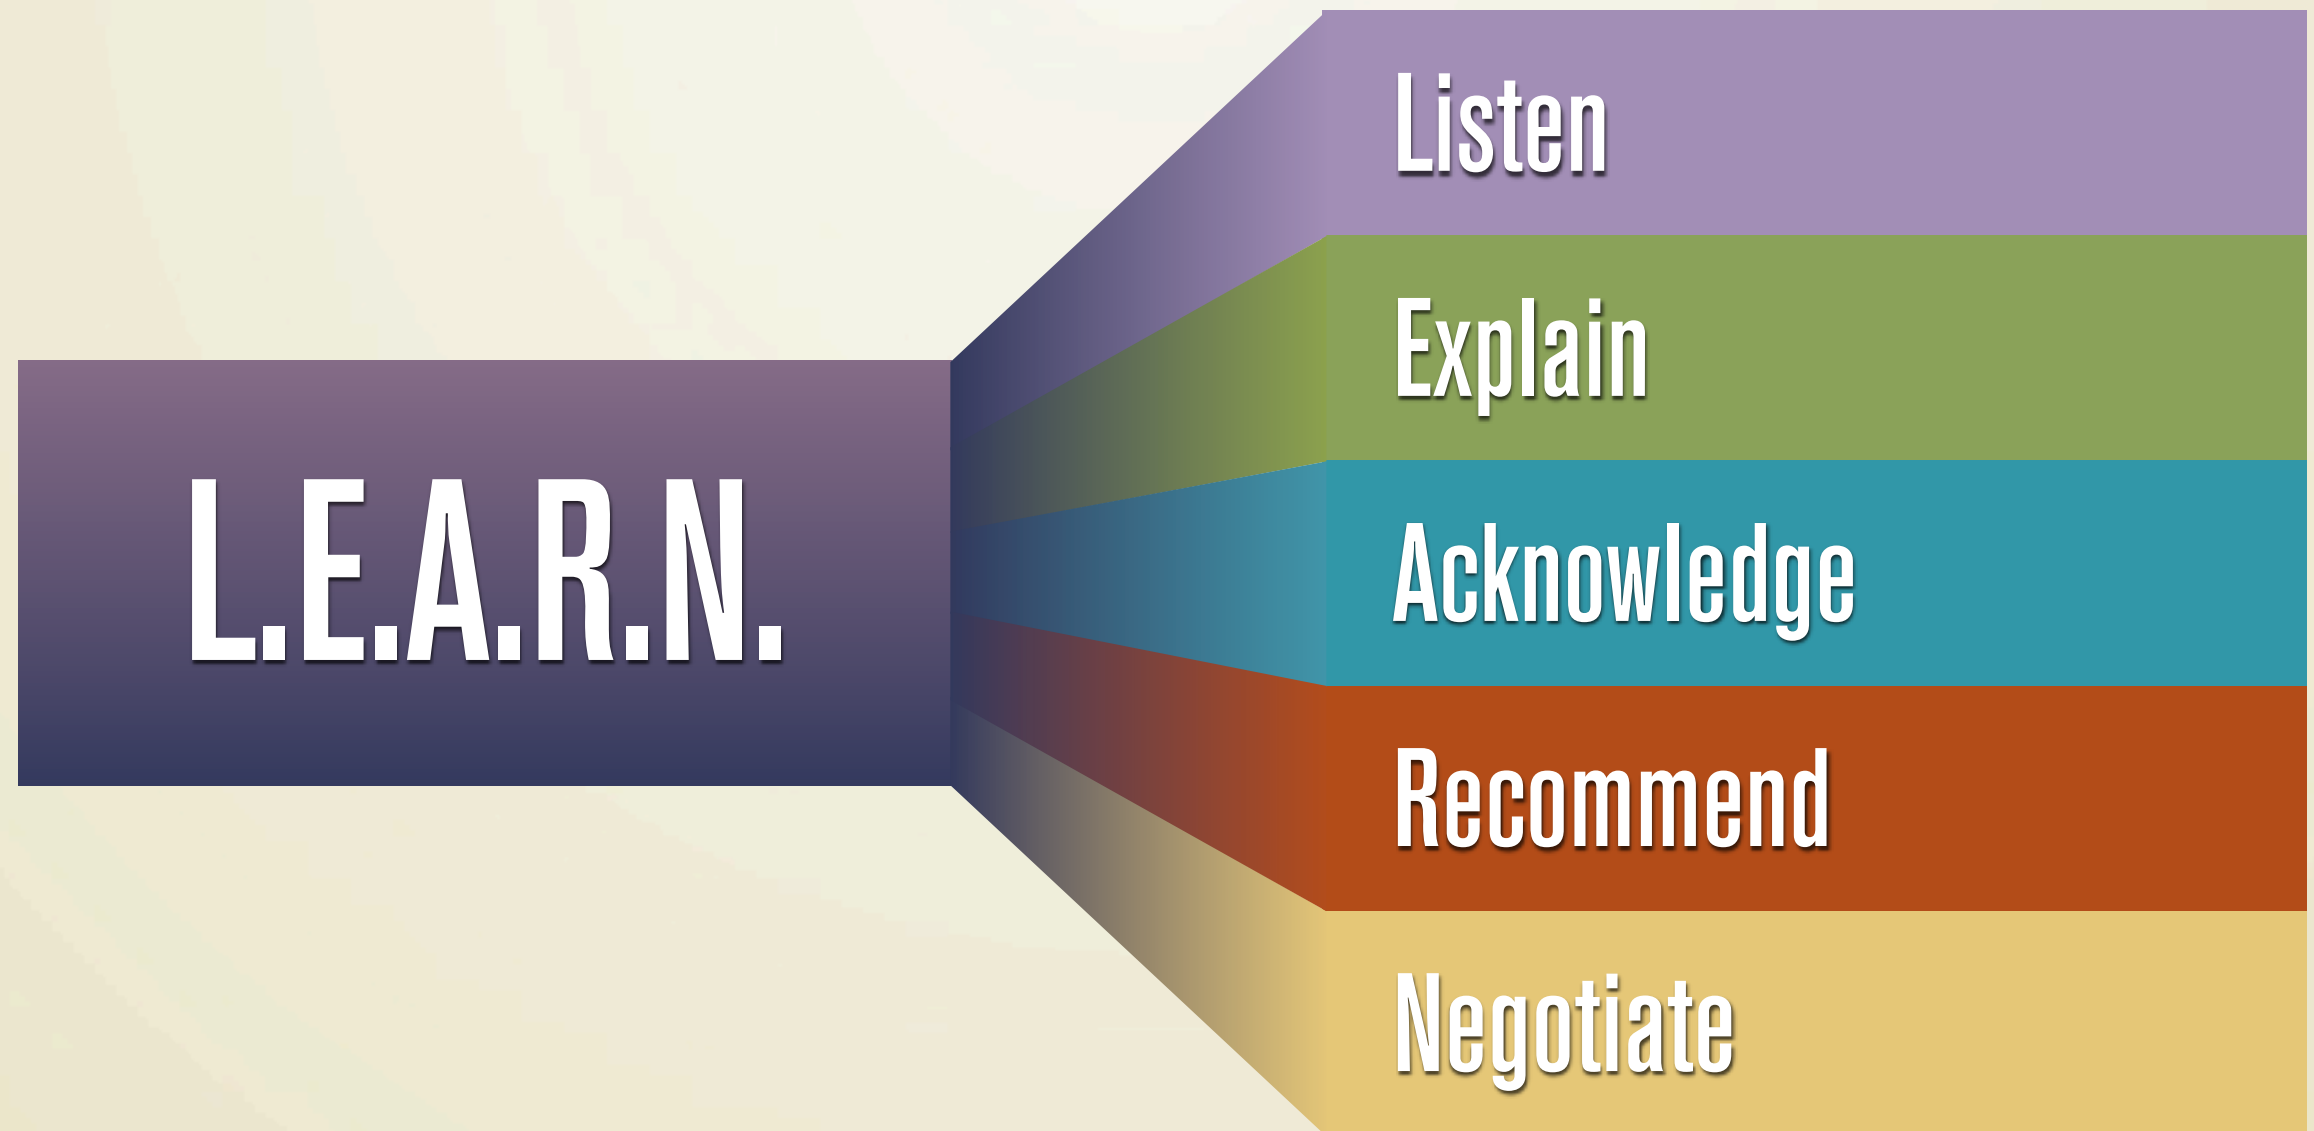 L.E.A.R.N.
Listen
Explain
Acknowledge
Recommend
Negotiate